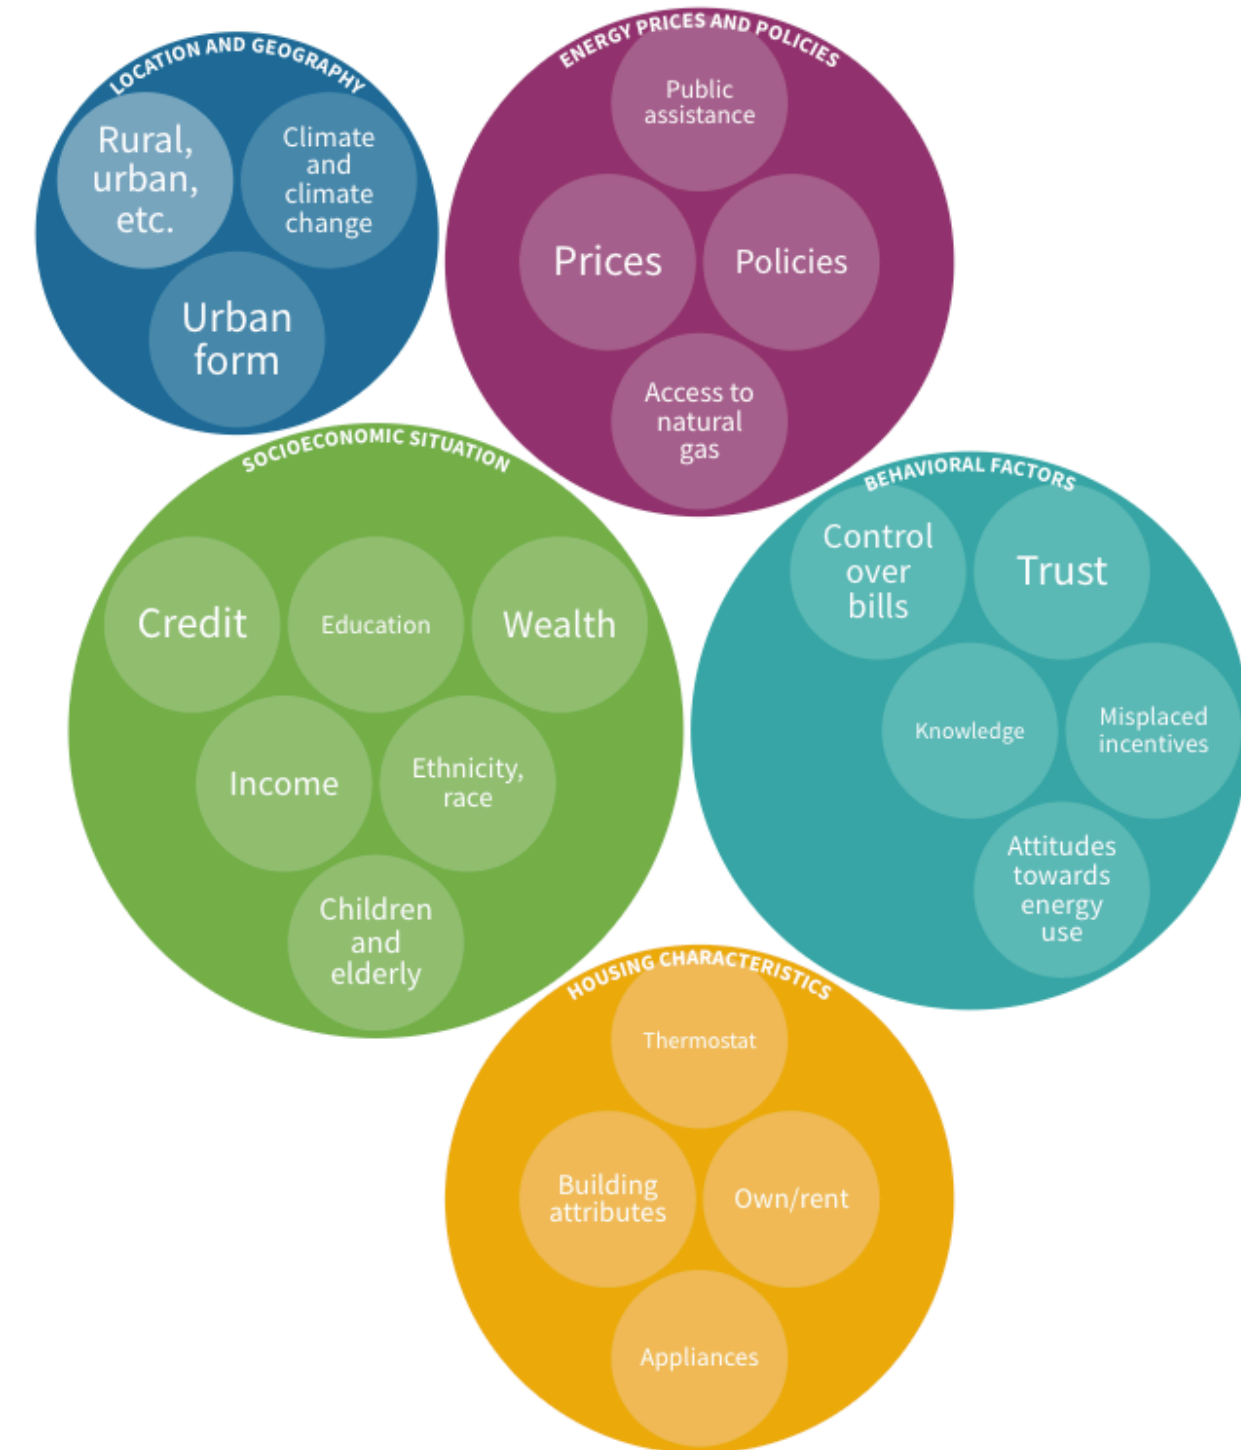 LOCATION AND GEOGRAPHY
Rural,
urban,
etc.
Climate
and
climate
change
Urban
form
ENERGY PRICES AND POLICIES
Public
assistance
Prices
Policies
Access to
natural
gas
SOCIOECONOMIC SITUATION
Credit
Education
Wealth
Income
Ethnicity,
race
Children
and
elderly
BEHAVIORAL FACTORS
Control
over
bills
Trust
Knowledge
Misplaced
incentives
Attitudes
towards
energy
use
HOUSING CHARACTERISTICS
Thermostat
Building
attributes
Own/rent
Appliances